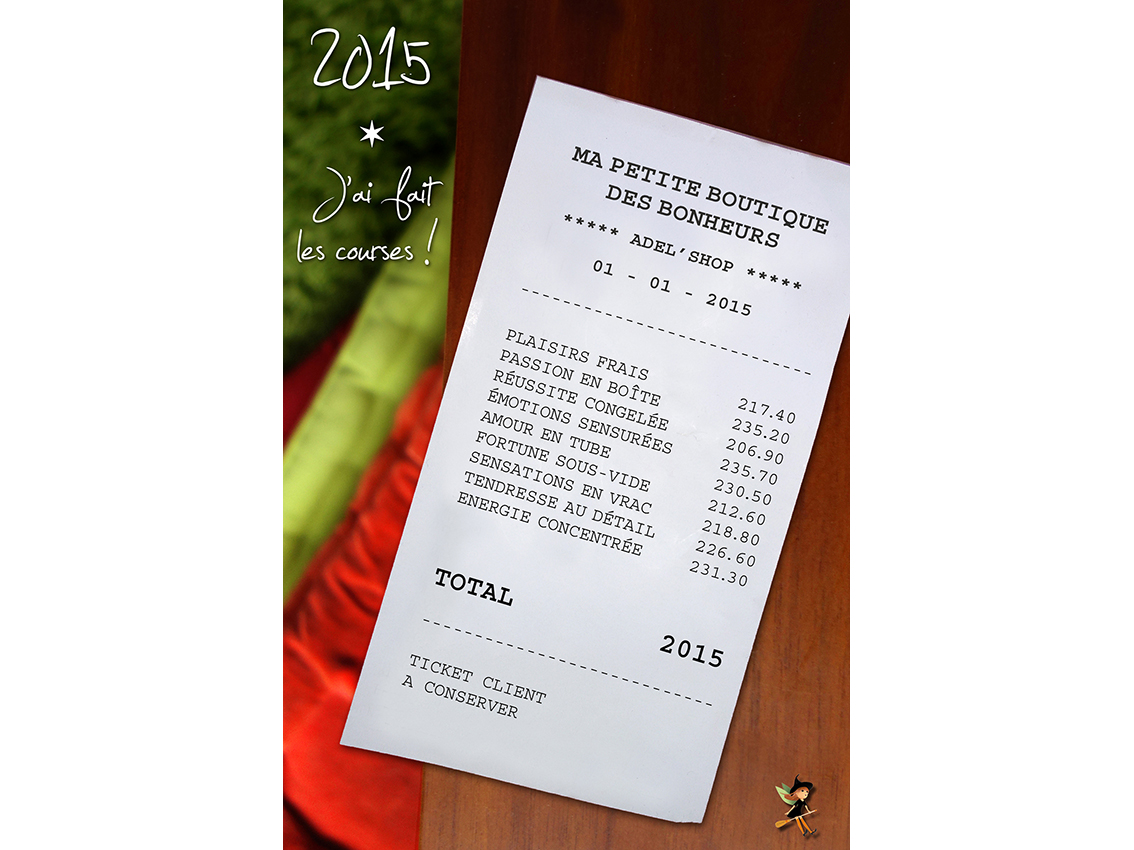 2015
J'ai fait
les courses !
MA PETITE BOUTIQUE
DES BONHEURS
***** ADEL'SHOP *****
01 - 01 - 2015
PLAISIRS FRAIS 217.40
PASSION EN BOÎTE 235.20
RÉUSSITE CONGELÉE 206.90
ÉMOTIONS SENSURÉES 235.70
AMOUR EN TUBE 230.50
FORTUNE SOUS-VIDE 212.60
SENSATIONS EN VRAC 218.80
TENDRESSE AU DÉTAIL 226.60
ENERGIE CONCENTRÉE 231.30
TOTAL 2015
TICKET CLIENT
A CONSERVER